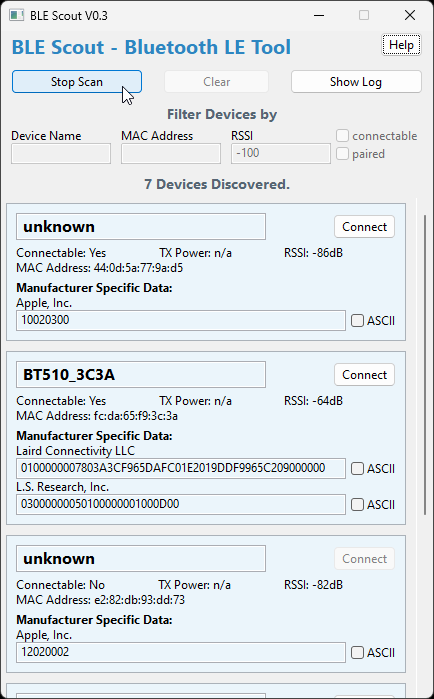 BLE Scout V0.3
BLE Scout - Bluetooth LE Tool
Help
Stop Scan Clear Show Log
Filter Devices by
Device Name MAC Address RSSI connectable
-100 paired
7 Devices Discovered.
unknown Connect
Connectable: Yes TX Power: n/a RSSI: -86dB
MAC Address: 44:0d:5a:77:9a:d5
Manufacturer Specific Data:
Apple, Inc.
10020300 ASCII
BT510_3C3A Connect
Connectable: Yes TX Power: n/a RSSI: -64dB
MAC Address: fc:da:65:f9:3c:3a
Manufacturer Specific Data:
Laird Connectivity LLC
0100000007803A3CF965DAFC01E2019DDF9965C209000000 ASCII
L.S. Research, Inc.
03000000050100000001000D00 ASCII
unknown Connect
Connectable: No TX Power: n/a RSSI: -82dB
MAC Address: e2:82:db:93:dd:73
Manufacturer Specific Data:
Apple, Inc.
12020002 ASCII